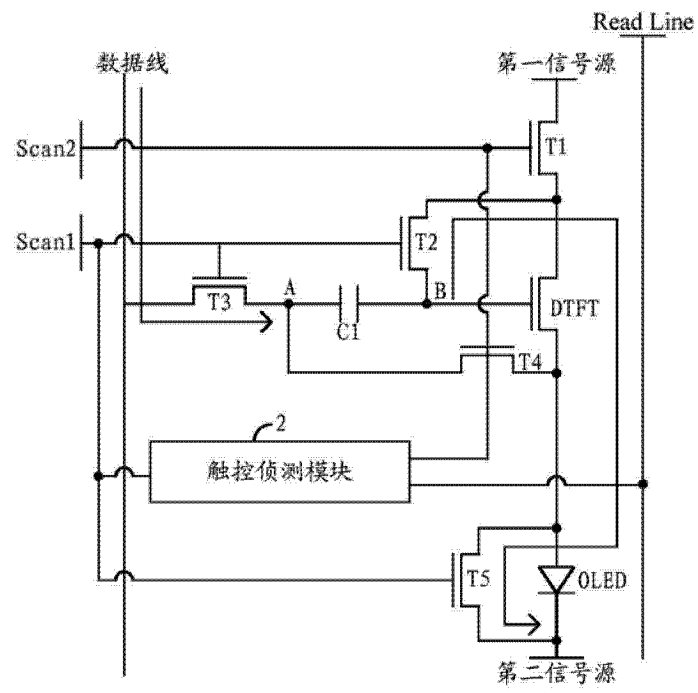 Read Line
数据线
第一信号源
Scan2
T1
Scan1
T2
T3
A
B
C1
DTFT
T4
2
触控侦测模块
T5
OLED
第二信号源